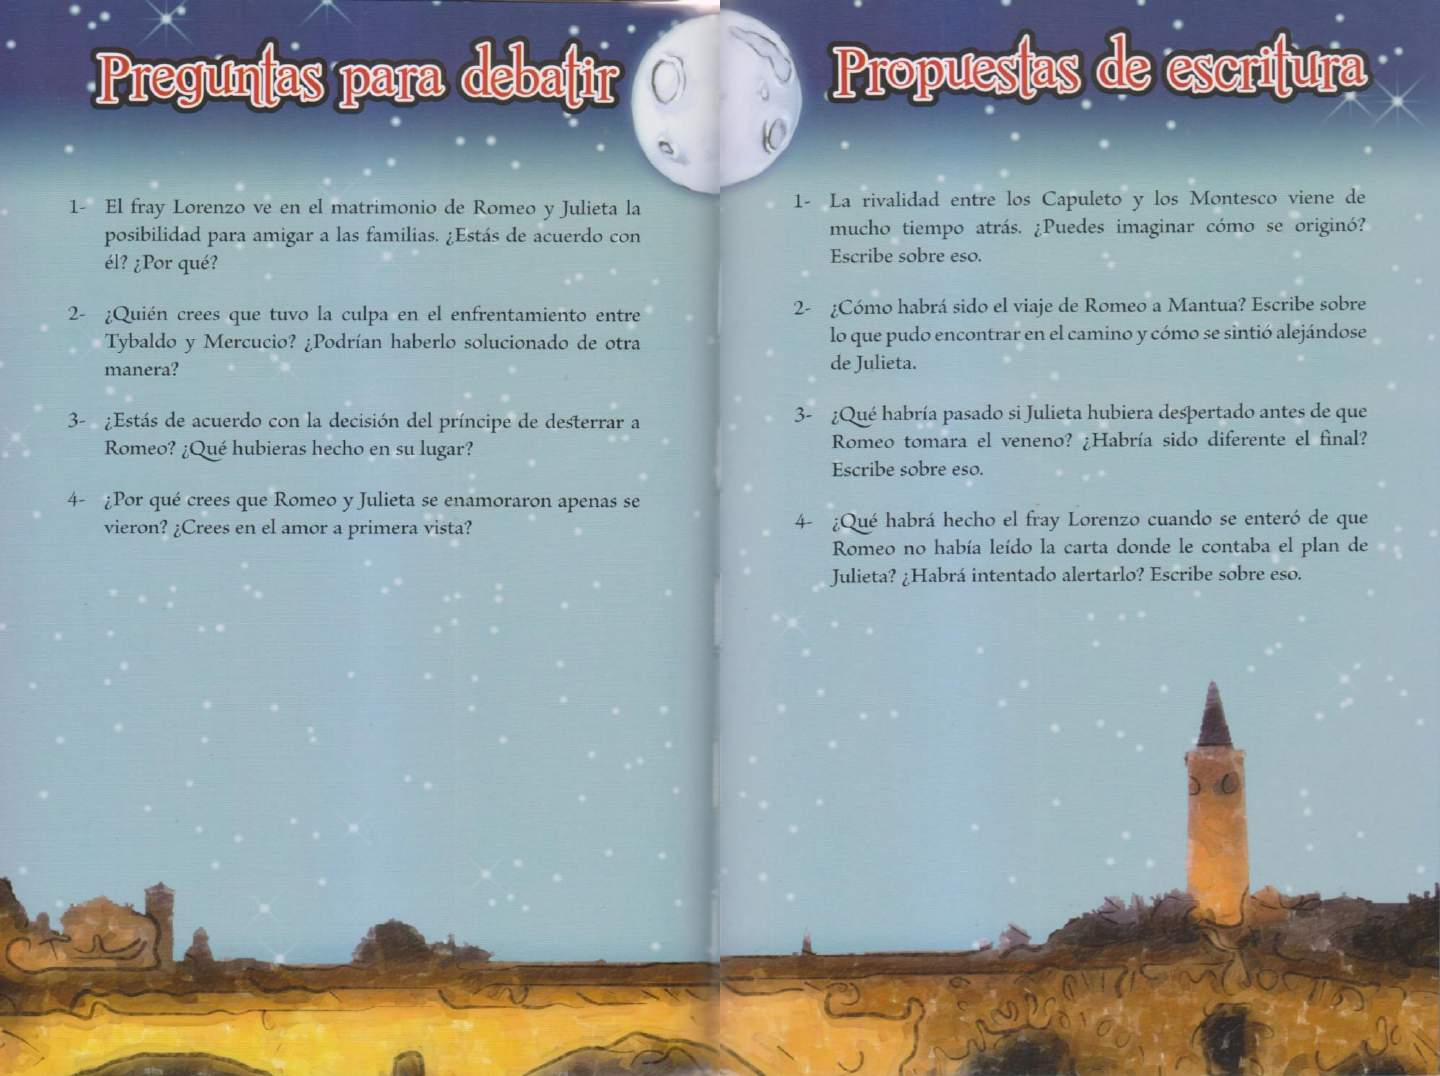 Preguntas para debatir
1- El fray Lorenzo ve en el matrimonio de Romeo y Julieta la
posibilidad para amigar a las familias. ¿Estás de acuerdo con
él? ¿Por qué?
2- ¿Quién crees que tuvo la culpa en el enfrentamiento entre
Tybaldo y Mercucio? ¿Podrían haberlo solucionado de otra
manera?
3- ¿Estás de acuerdo con la decisión del príncipe de desterrar a
Romeo? ¿Qué hubieras hecho en su lugar?
4- ¿Por qué crees que Romeo y Julieta se enamoraron apenas se
vieron? ¿Crees en el amor a primera vista?
Propuestas de escritura
1- La rivalidad entre los Capuleto y los Montesco viene de
mucho tiempo atrás. ¿Puedes imaginar cómo se originó?
Escribe sobre eso.
2- ¿Cómo habrá sido el viaje de Romeo a Mantua? Escribe sobre
lo que pudo encontrar en el camino y cómo se sintió alejándose
de Julieta.
3- ¿Qué habría pasado si Julieta hubiera despertado antes de que
Romeo tomara el veneno? ¿Habría sido diferente el final?
Escribe sobre eso.
4- ¿Qué habrá hecho el fray Lorenzo cuando se enteró de que
Romeo no había leído la carta donde le contaba el plan de
Julieta? ¿Habrá intentado alertarlo? Escribe sobre eso.